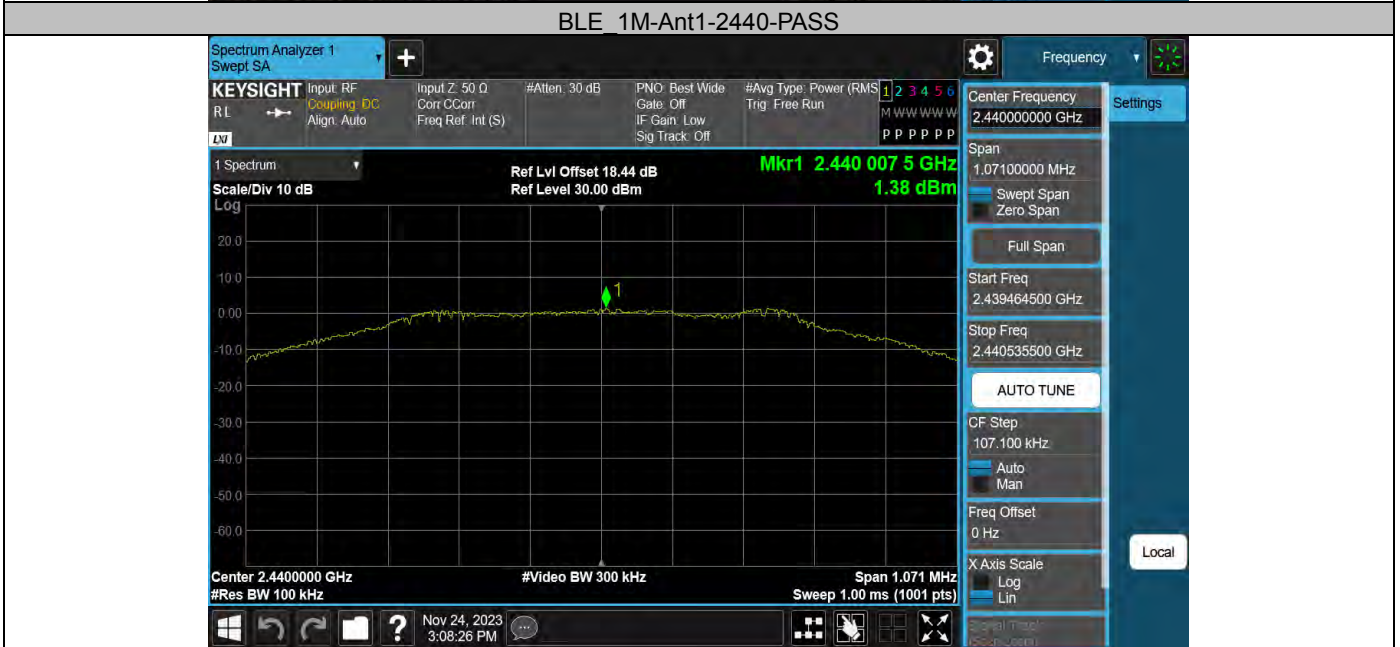 BLE_1M-Ant1-2440-PASS
Spectrum Analyzer 1
Swept SA
+
Frequency
KEYSIGHT
R L
LXI
Input: RF
Coupling: DC
Align: Auto
Input Z: 50 Ω
Corr CCorr
Freq Ref: Int (S)
#Atten: 30 dB
PNO: Best Wide
Gate: Off
IF Gain: Low
Sig Track: Off
#Avg Type: Power (RMS
Trig: Free Run
1 2 3 4 5 6
M W W W W W
P P P P P P
1 Spectrum
Scale/Div 10 dB
Log
Ref Lvl Offset 18.44 dB
Ref Level 30.00 dBm
Mkr1 2.440 007 5 GHz
1.38 dBm
20.0
10.0
0.00
-10.0
-20.0
-30.0
-40.0
-50.0
-60.0
1
Center 2.4400000 GHz
#Res BW 100 kHz
#Video BW 300 kHz
Span 1.071 MHz
Sweep 1.00 ms (1001 pts)
Center Frequency
2.440000000 GHz
Settings
Span
1.07100000 MHz
Swept Span
Zero Span
Full Span
Start Freq
2.439464500 GHz
Stop Freq
2.440535500 GHz
AUTO TUNE
CF Step
107.100 kHz
Auto
Man
Freq Offset
0 Hz
X Axis Scale
Log
Lin
Local
Signal Track
?
Nov 24, 2023
3:08:26 PM